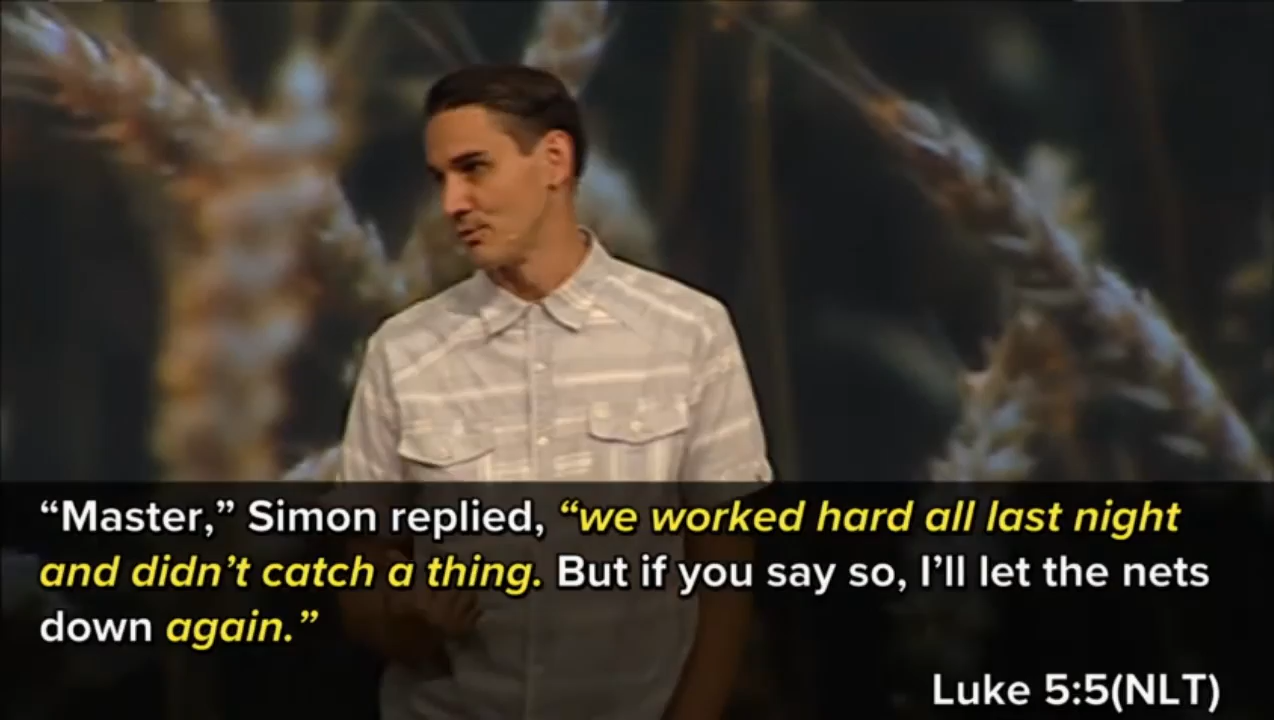 “Master,” Simon replied, “we worked hard all last night
and didn’t catch a thing. But if you say so, I’ll let the nets
down again.”
Luke 5:5(NLT)